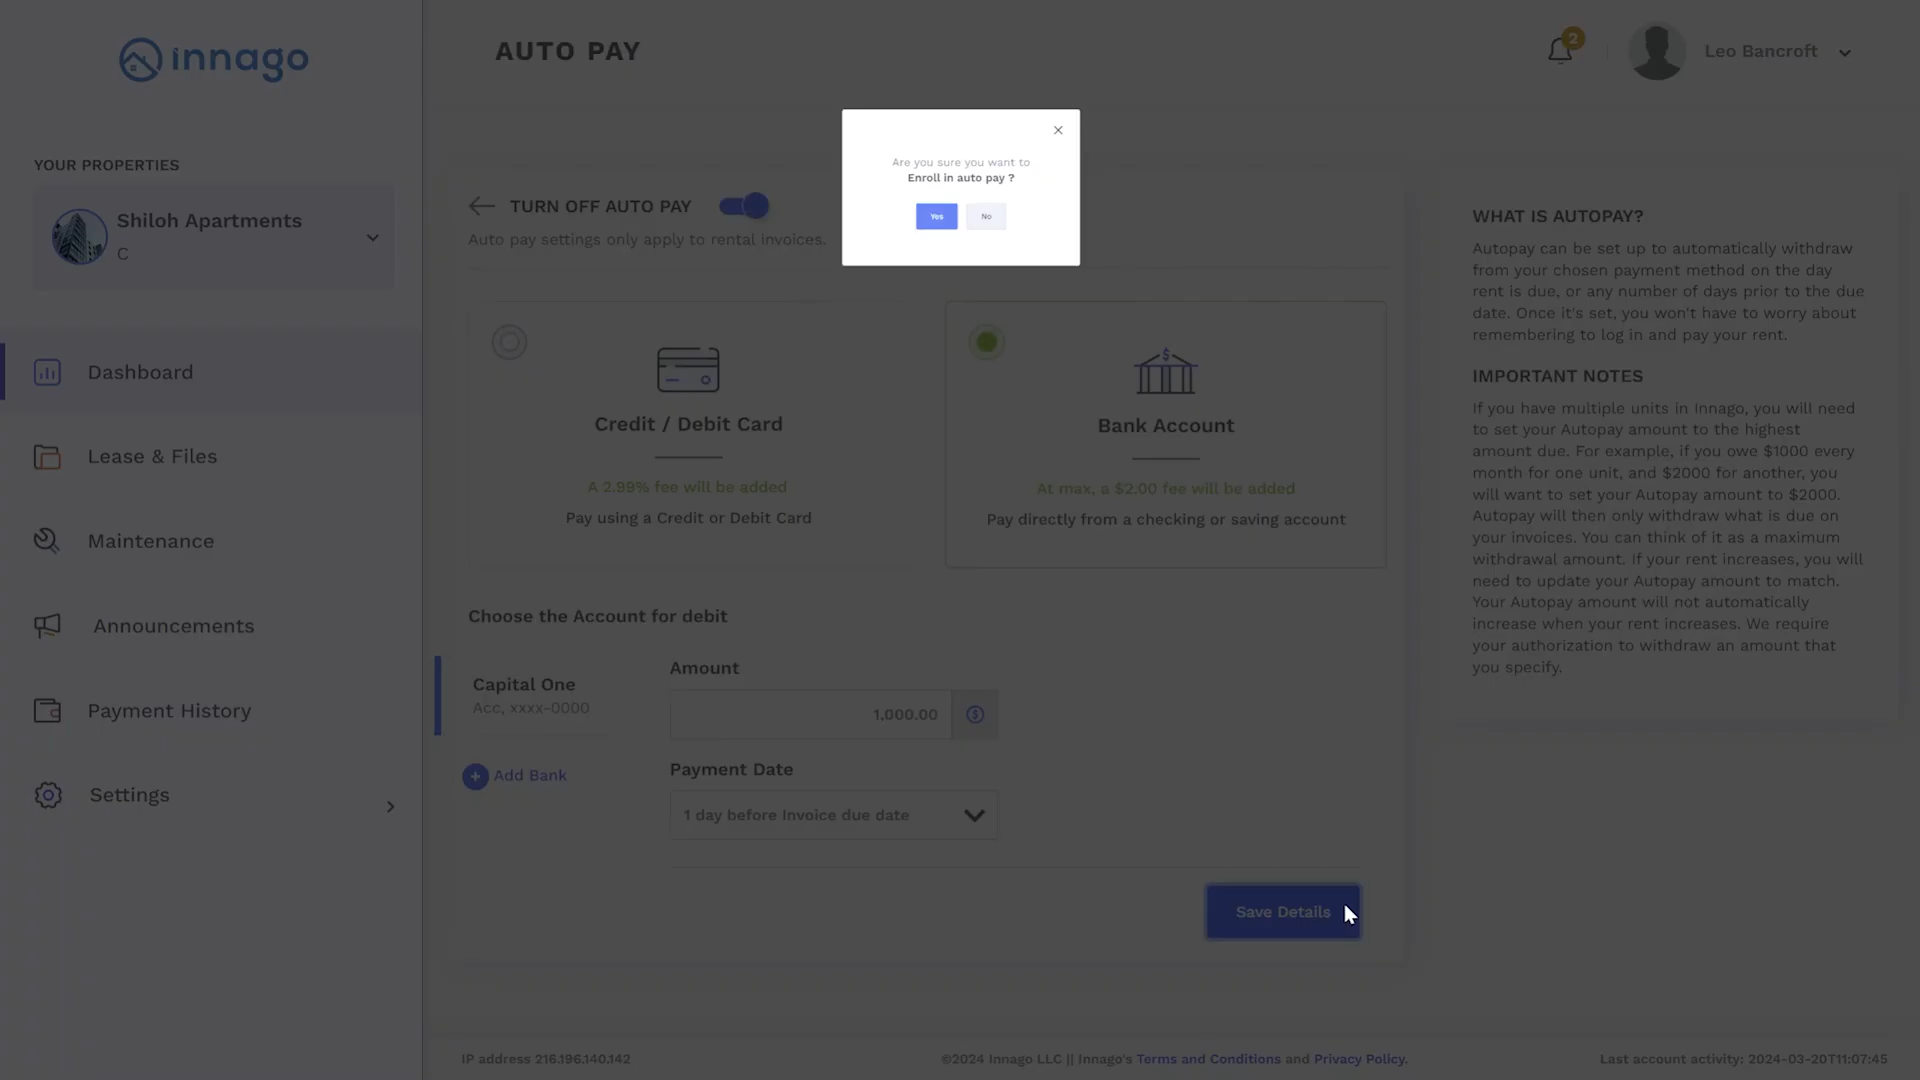 innago
AUTO PAY
2
Leo Bancroft
YOUR PROPERTIES
Shiloh Apartments
C
Dashboard
Lease & Files
Maintenance
Announcements
Payment History
Settings
Are you sure you want to
Enroll in auto pay ?
Yes
No
TURN OFF AUTO PAY
Auto pay settings only apply to rental invoices.
Credit / Debit Card
A 2.99% fee will be added
Pay using a Credit or Debit Card
$
Bank Account
At max, a $2.00 fee will be added
Pay directly from a checking or saving account
Choose the Account for debit
Capital One
Acc, xxxx-0000
Add Bank
Amount
1,000.00
$
Payment Date
1 day before Invoice due date
Save Details
WHAT IS AUTOPAY?
Autopay can be set up to automatically withdraw
from your chosen payment method on the day
rent is due, or any number of days prior to the due
date. Once it's set, you won't have to worry about
remembering to log in and pay your rent.
IMPORTANT NOTES
If you have multiple units in Innago, you will need
to set your Autopay amount to the highest
amount due. For example, if you owe $1000 every
month for one unit, and $2000 for another, you
will want to set your Autopay amount to $2000.
Autopay will then only withdraw what is due on
your invoices. You can think of it as a maximum
withdrawal amount. If your rent increases, you will
need to update your Autopay amount to match.
Your Autopay amount will not automatically
increase when your rent increases. We require
your authorization to withdraw an amount that
you specify.
IP address 216.196.140.142
©2024 Innago LLC || Innago's Terms and Conditions and Privacy Policy.
Last account activity: 2024-03-20T11:07:45